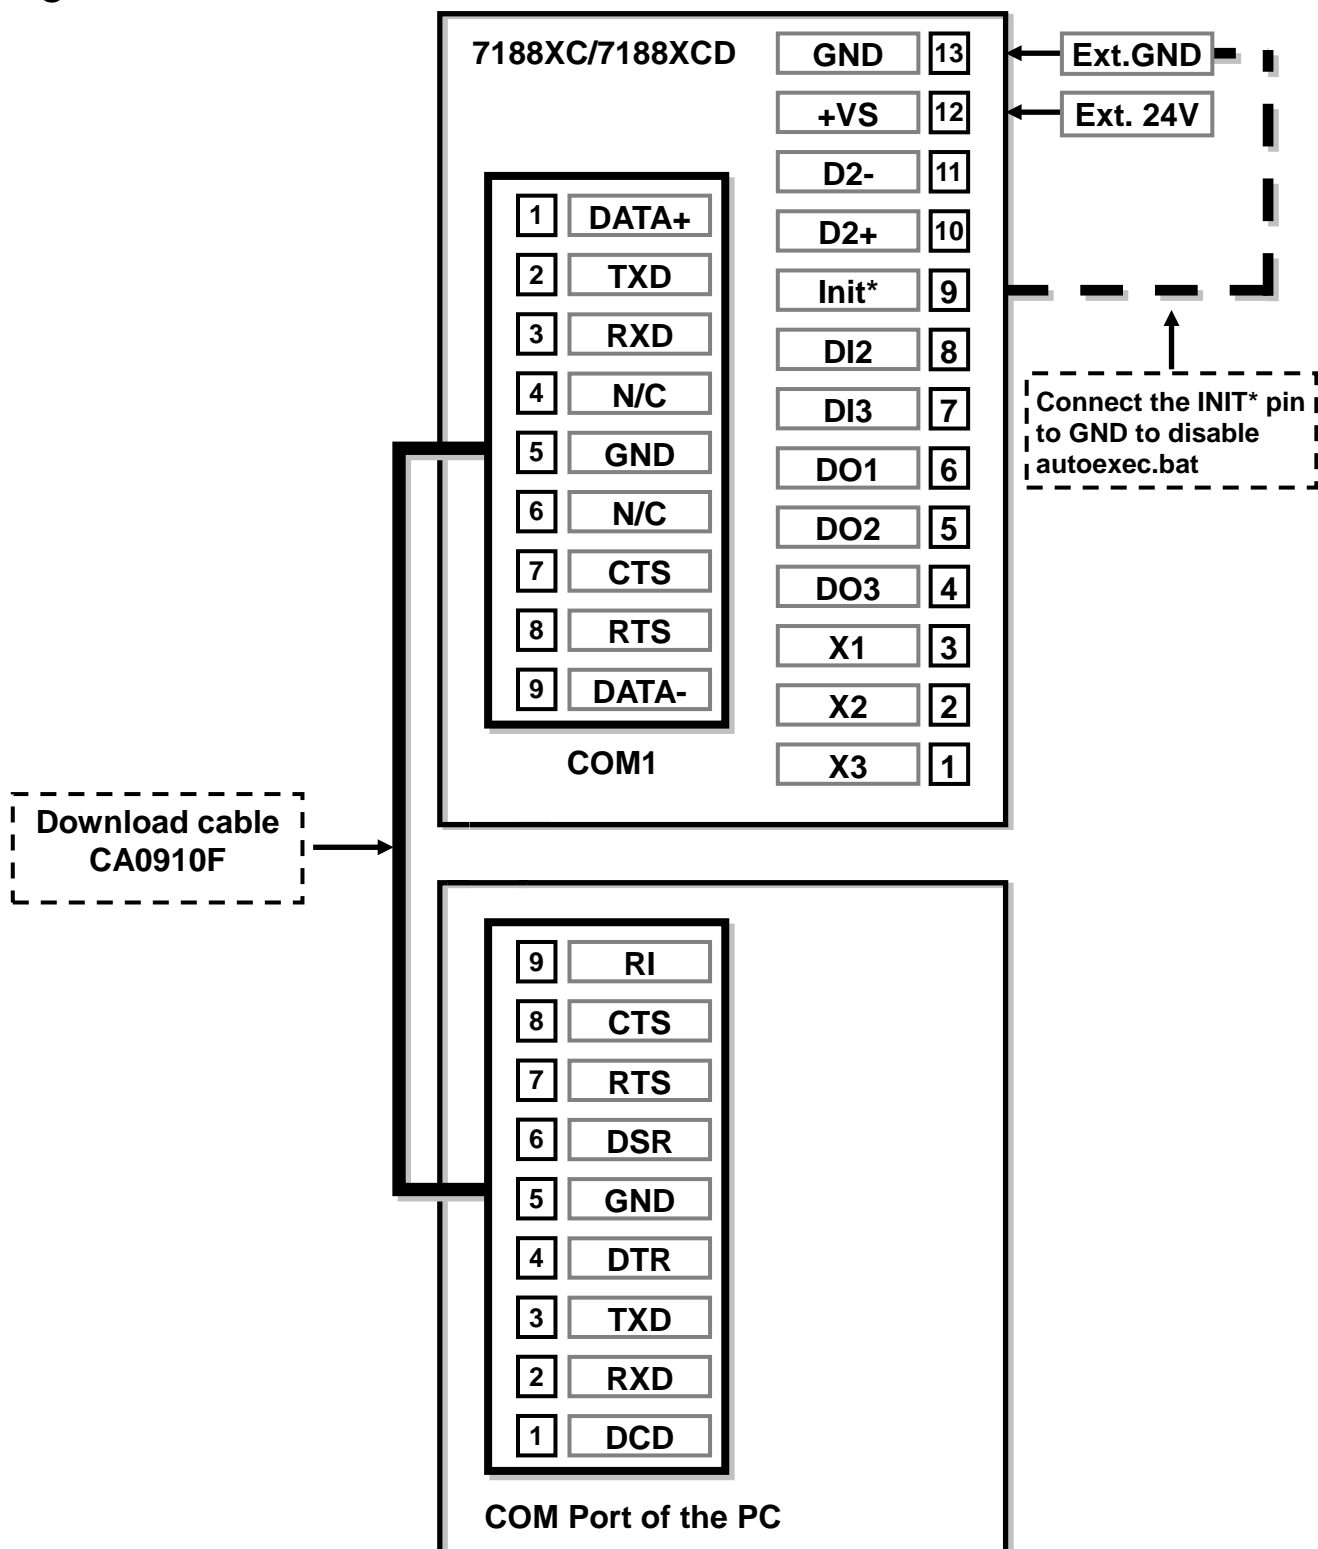 g
7188XC/7188XCD
GND 13
+VS 12
D2- 11
D2+ 10
Init* 9
DI2 8
DI3 7
DO1 6
DO2 5
DO3 4
X1 3
X2 2
X3 1
Ext.GND
Ext. 24V
Connect the INIT* pin
to GND to disable
autoexec.bat
1 DATA+
2 TXD
3 RXD
4 N/C
5 GND
6 N/C
7 CTS
8 RTS
9 DATA-
COM1
Download cable
CA0910F
9 RI
8 CTS
7 RTS
6 DSR
5 GND
4 DTR
3 TXD
2 RXD
1 DCD
COM Port of the PC